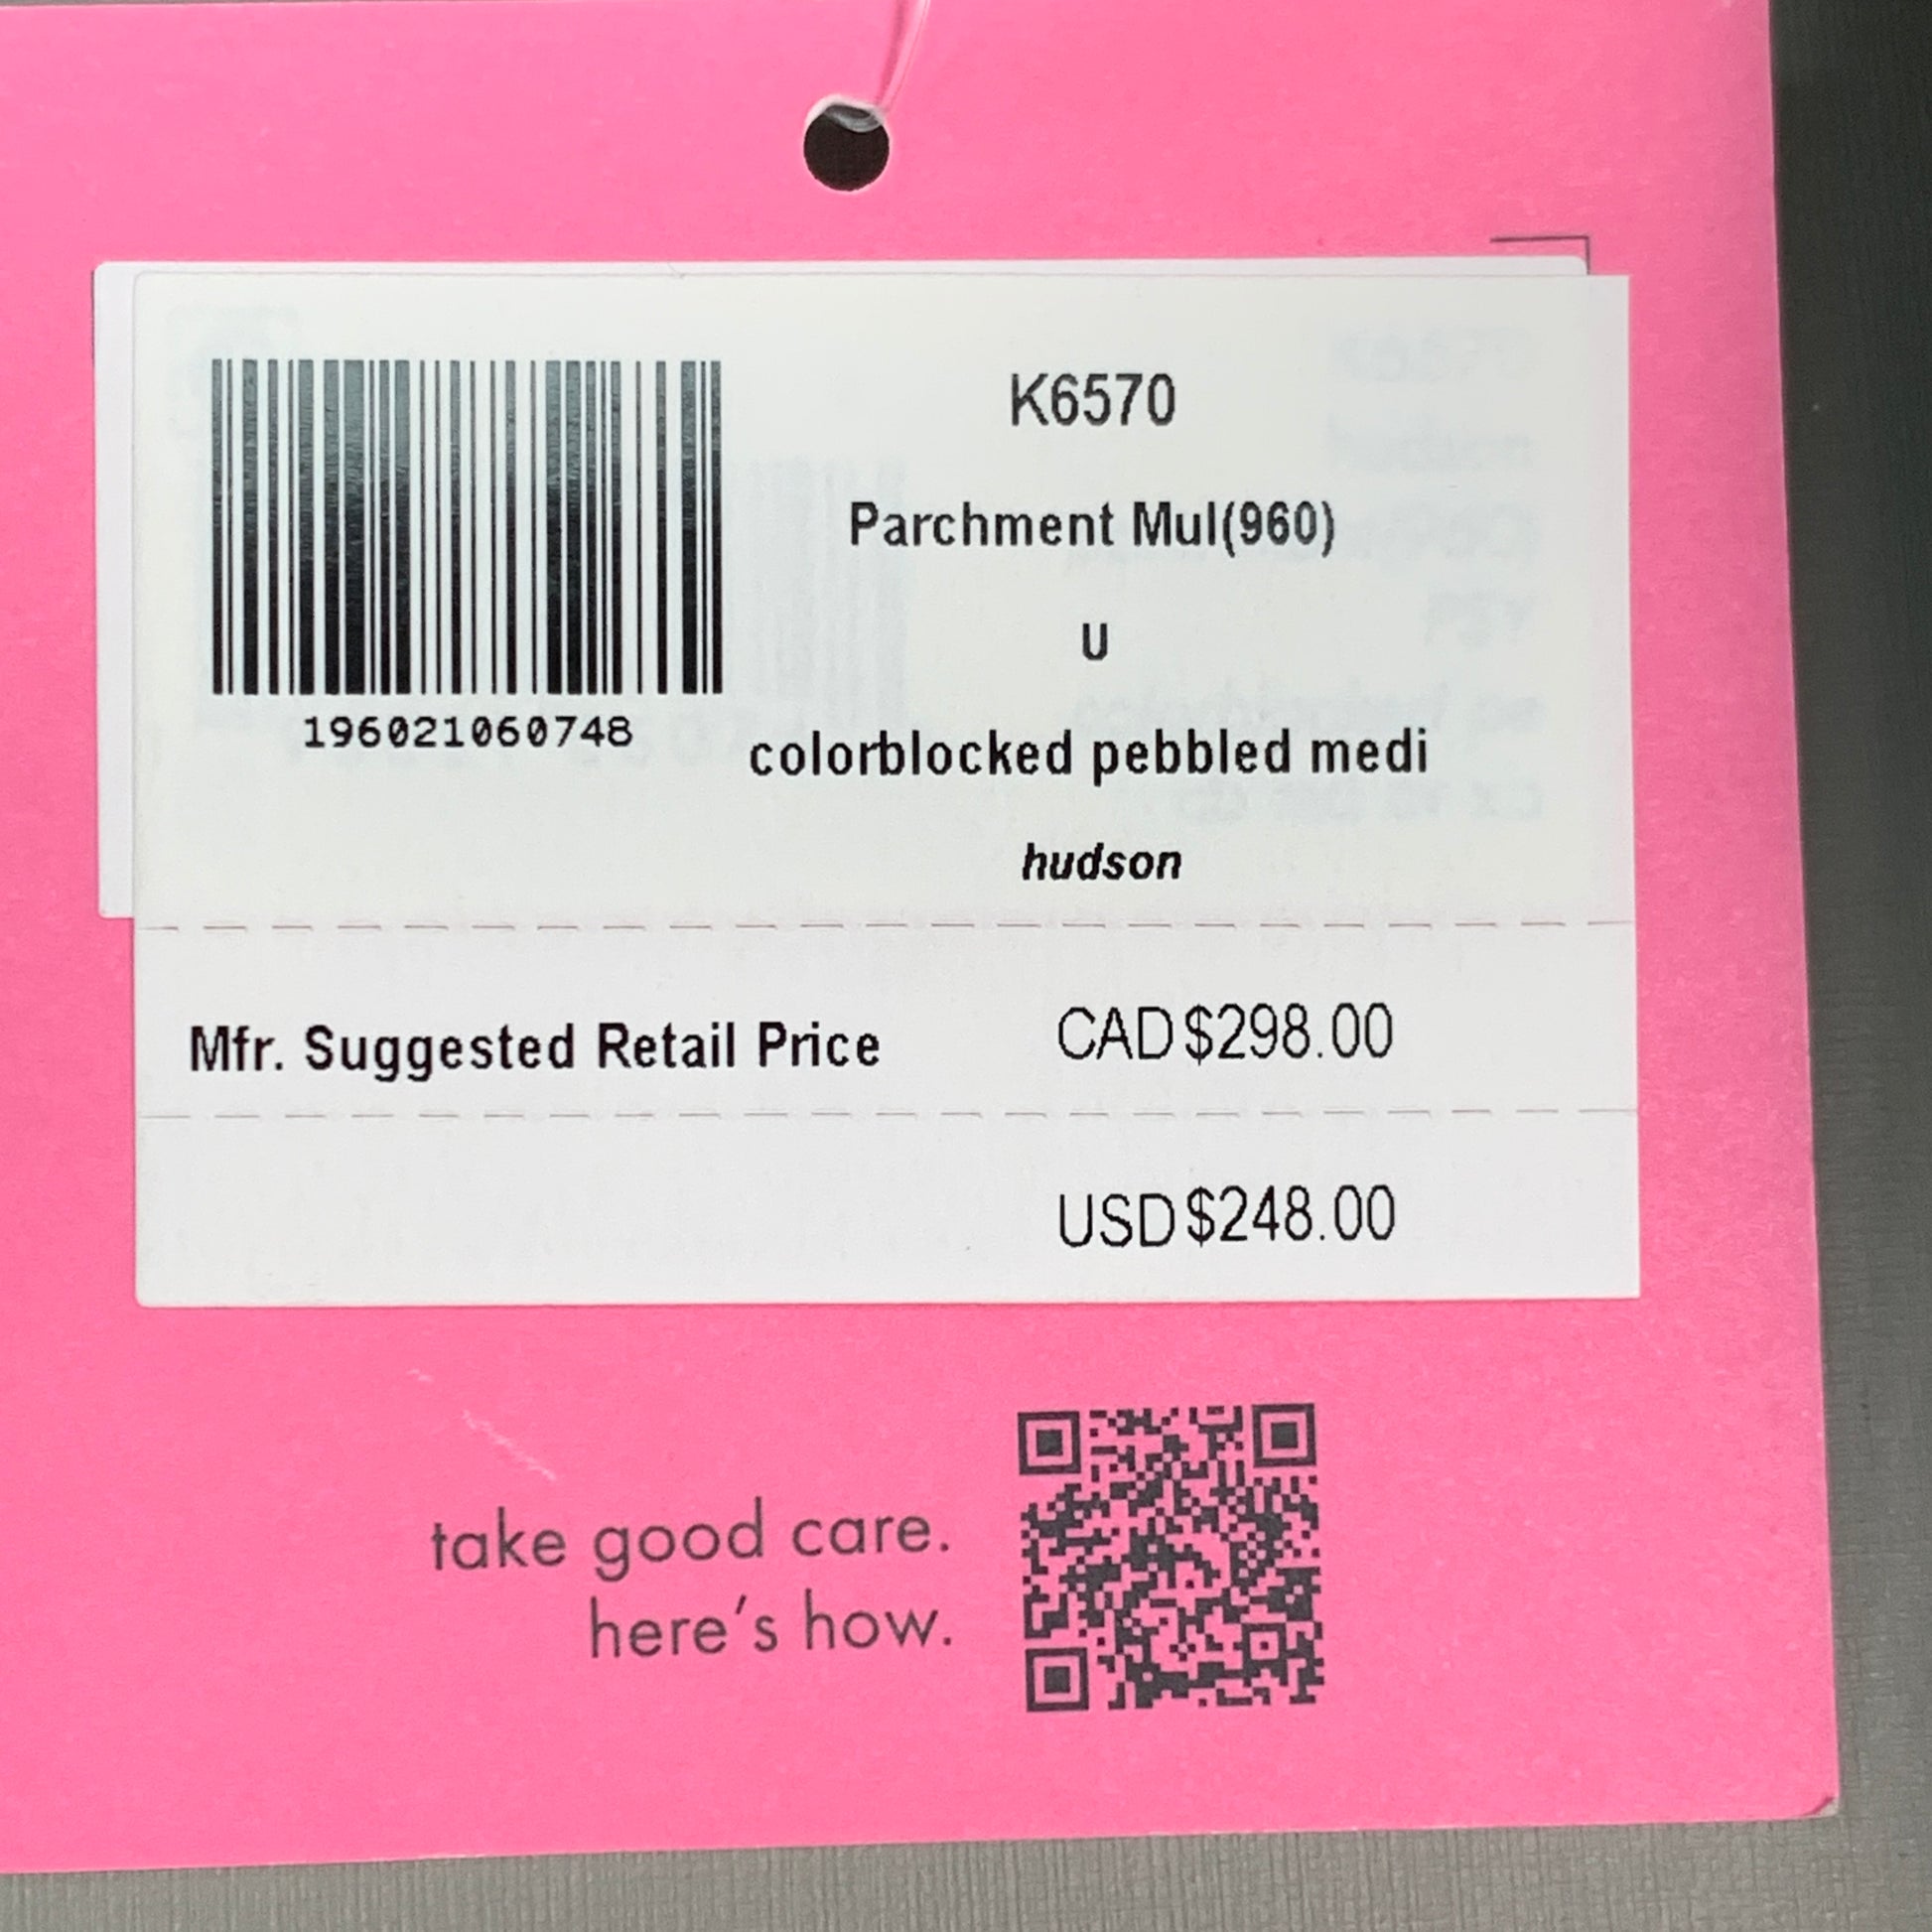 K6570
Parchment Mul(960)
U
196021060748
colorblocked pebbled medi
hudson
Mfr. Suggested Retail Price CAD$298.00
USD$248.00
take good care.
here's how.